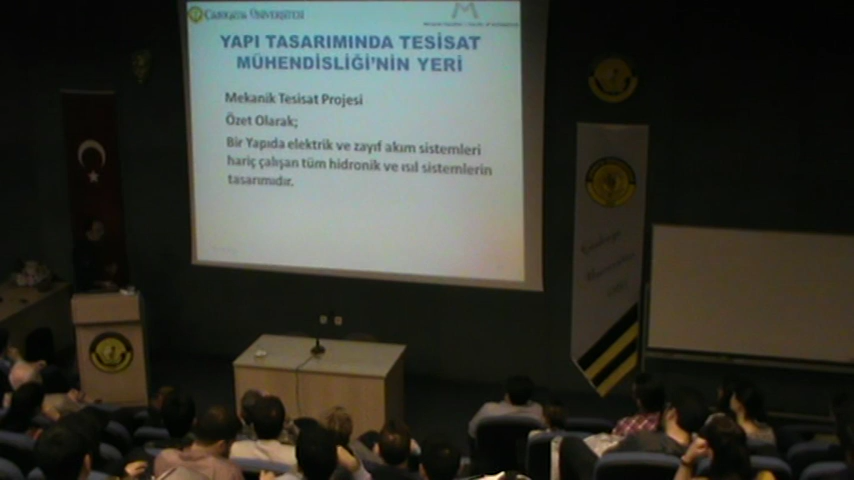 ÇANKAYA ÜNİVERSİTESİ
YAPI TASARIMINDA TESİSAT
MÜHENDİSLİĞİ'NİN YERİ
Mekanik Tesisat Projesi
Özet Olarak;
Bir Yapıda elektrik ve zayıf akım sistemleri
hariç çalışan tüm hidronik ve ısıl sistemlerin
tasarımıdır.